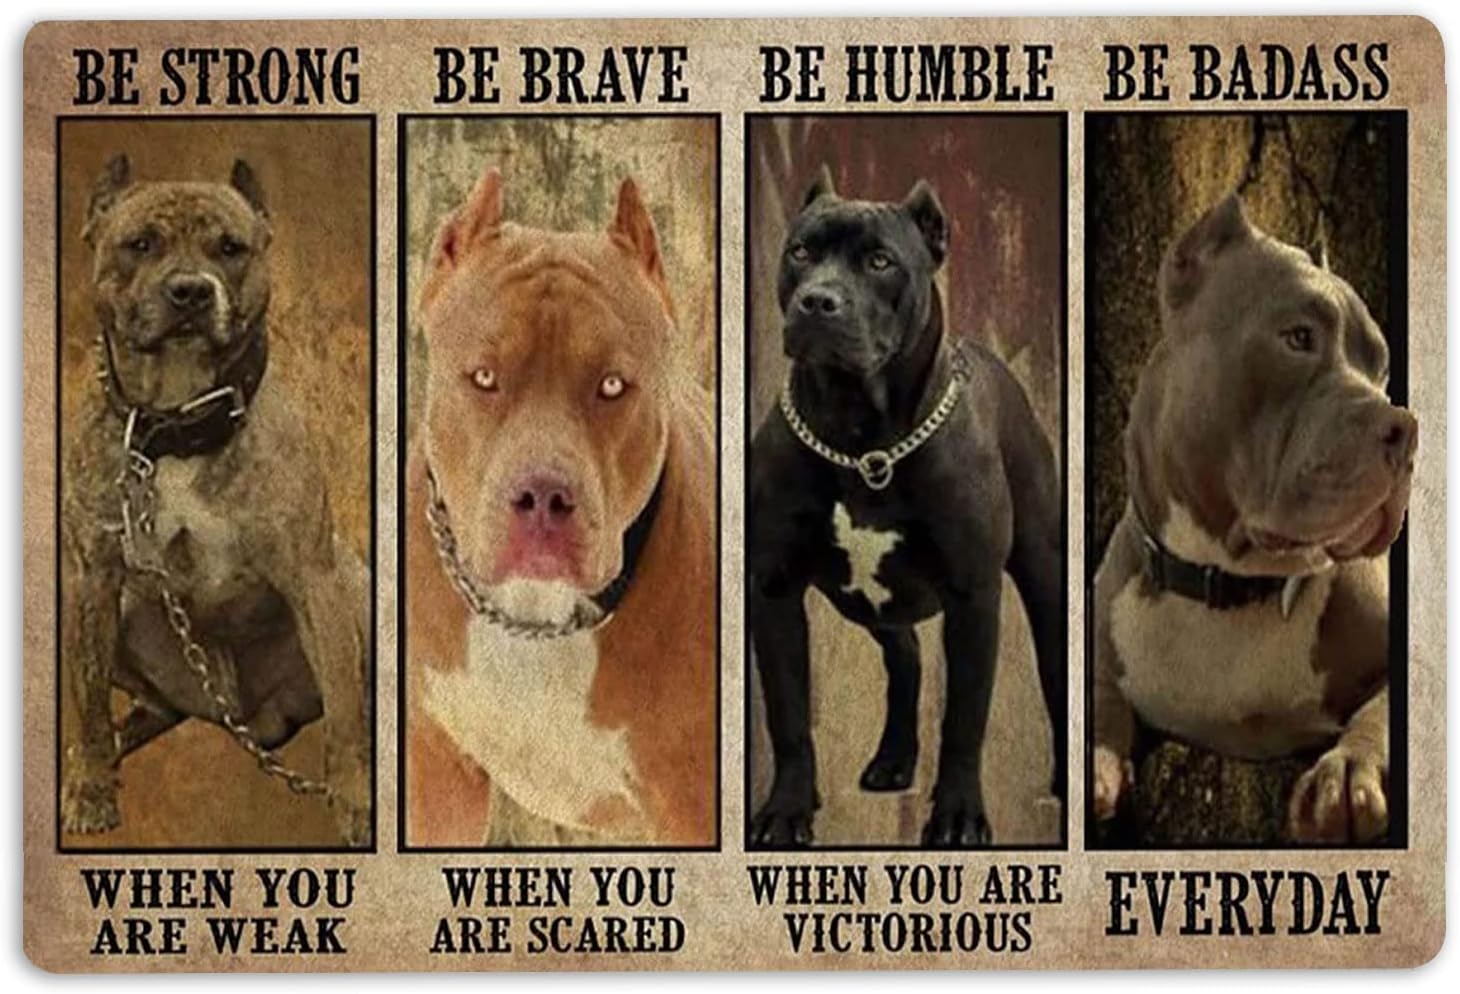 BE STRONG
WHEN YOU
ARE WEAK
BE BRAVE
WHEN YOU
ARE SCARED
BE HUMBLE
WHEN YOU ARE
VICTORIOUS
BE BADASS
EVERYDAY